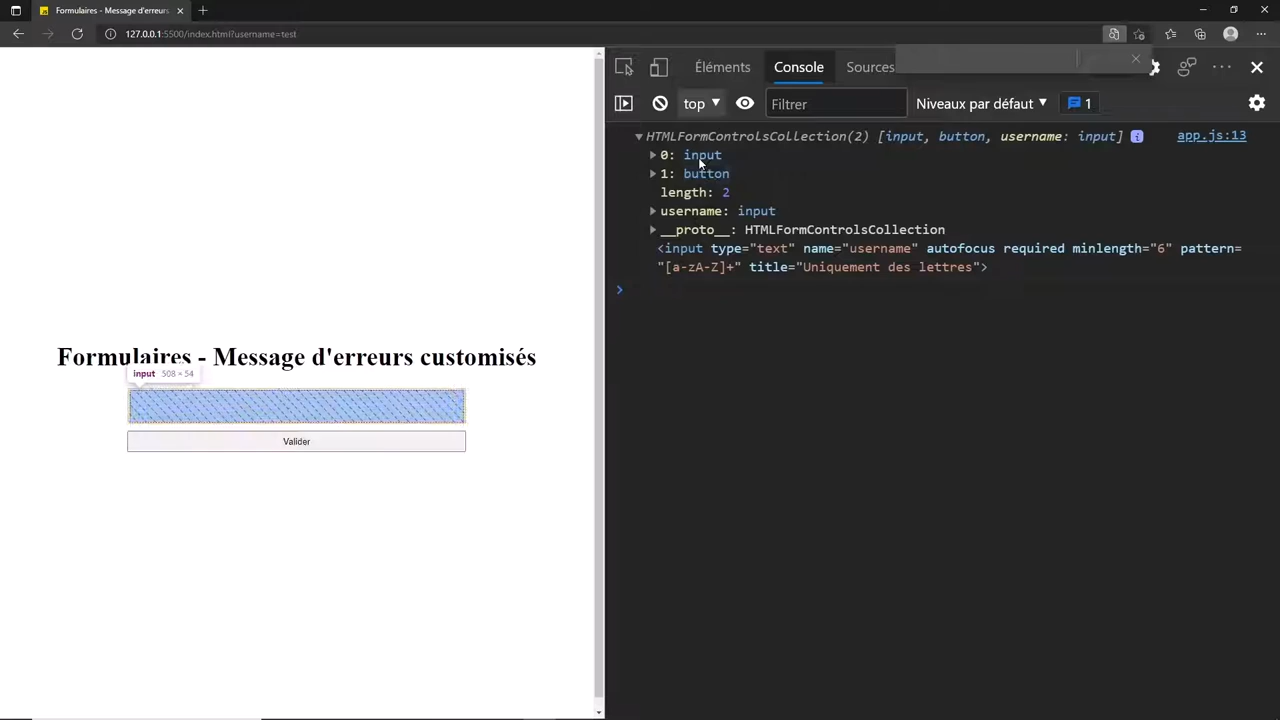 Formulaires - Message d'erreurs
127.0.0.1:5500/index.html?username=test
Éléments Console Sources
top Filtrer Niveaux par défaut 1
HTMLFormControlsCollection(2) [input, button, username: input] i app.js:13
0: input
1: button
length: 2
username: input
__proto__: HTMLFormControlsCollection
<input type="text" name="username" autofocus required minlength="6" pattern=
"[a-zA-Z]+" title="Uniquement des lettres">
Formulaires - Message d'erreurs customisés
input 508 × 54
Valider